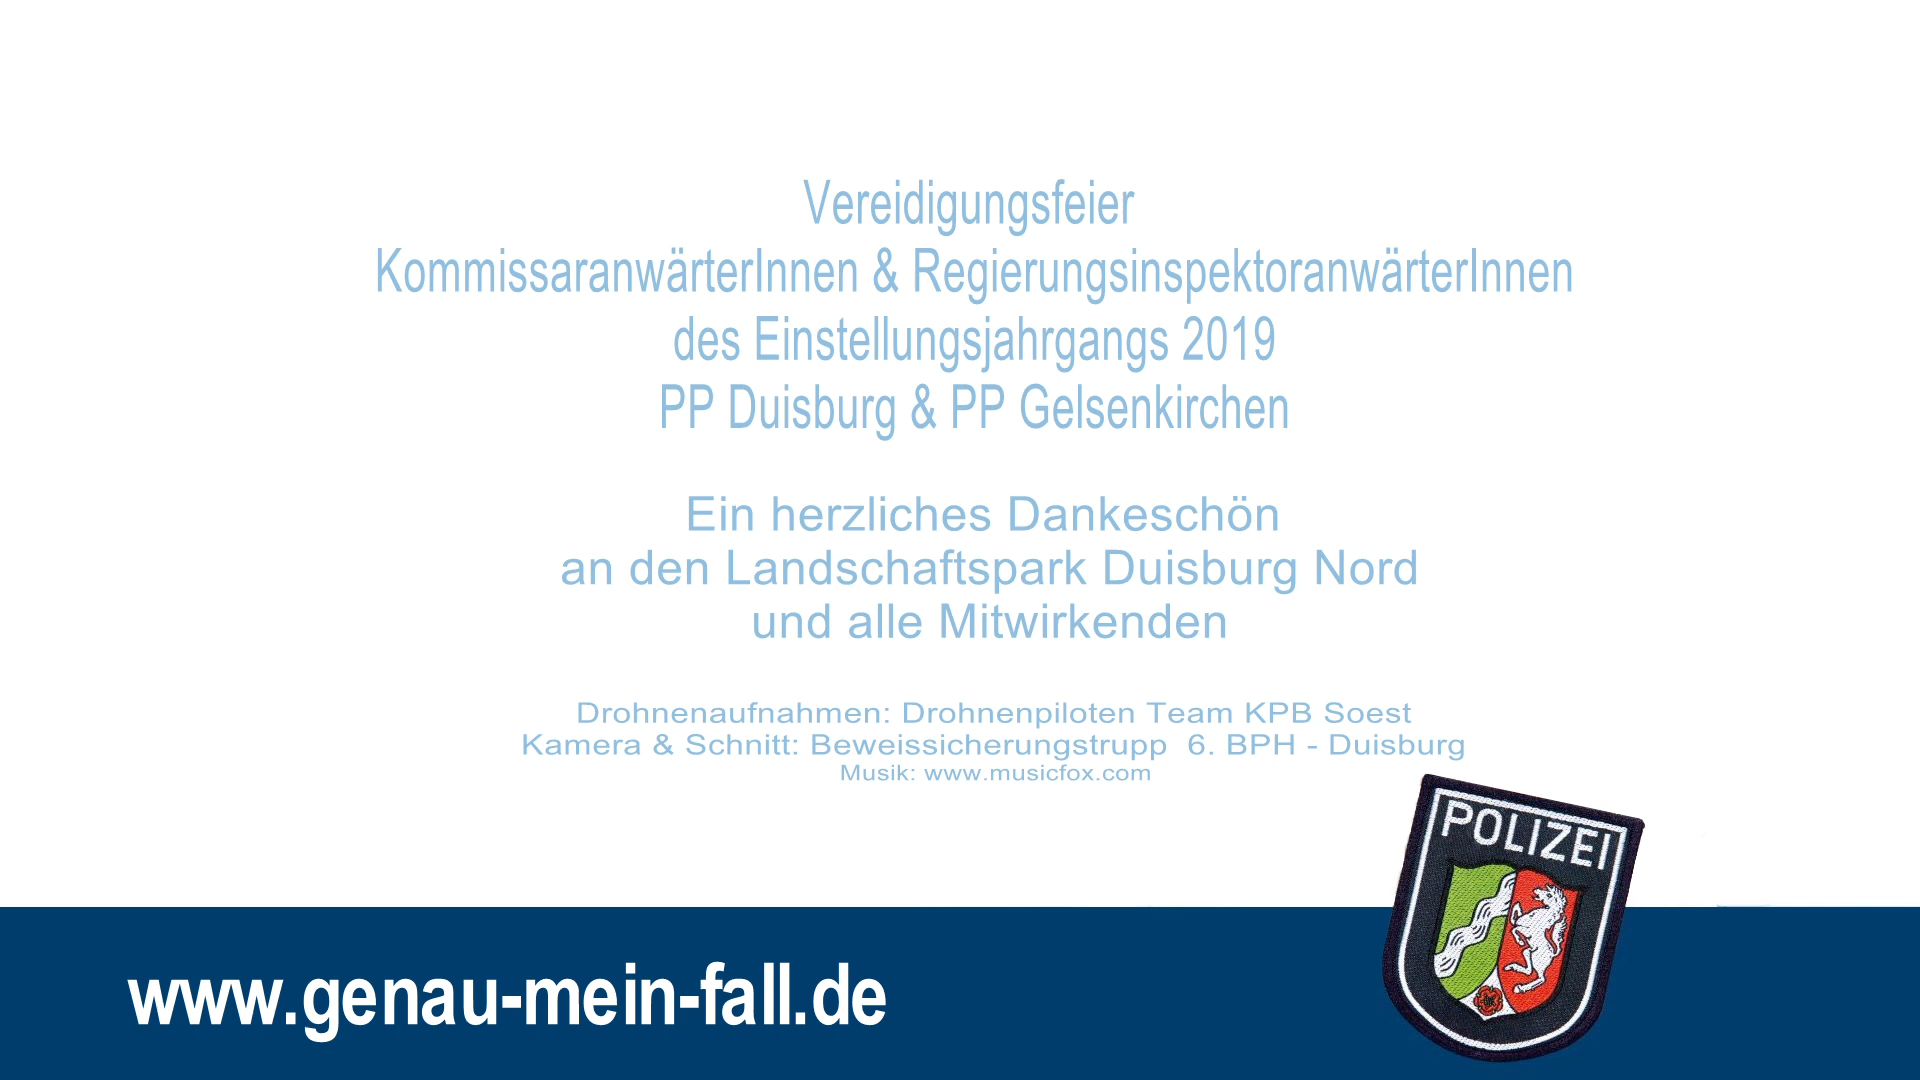 Vereidigungsfeier
KommissaranwärterInnen & RegierungsinspektoranwärterInnen
des Einstellungsjahrgangs 2019
PP Duisburg & PP Gelsenkirchen
Ein herzliches Dankeschön
an den Landschaftspark Duisburg Nord
und alle Mitwirkenden
Drohnenaufnahmen: Drohnenpiloten Team KPB Soest
Kamera & Schnitt: Beweissicherungstrupp 6. BPH - Duisburg
Musik: www.musicfox.com
POLIZEI
www.genau-mein-fall.de